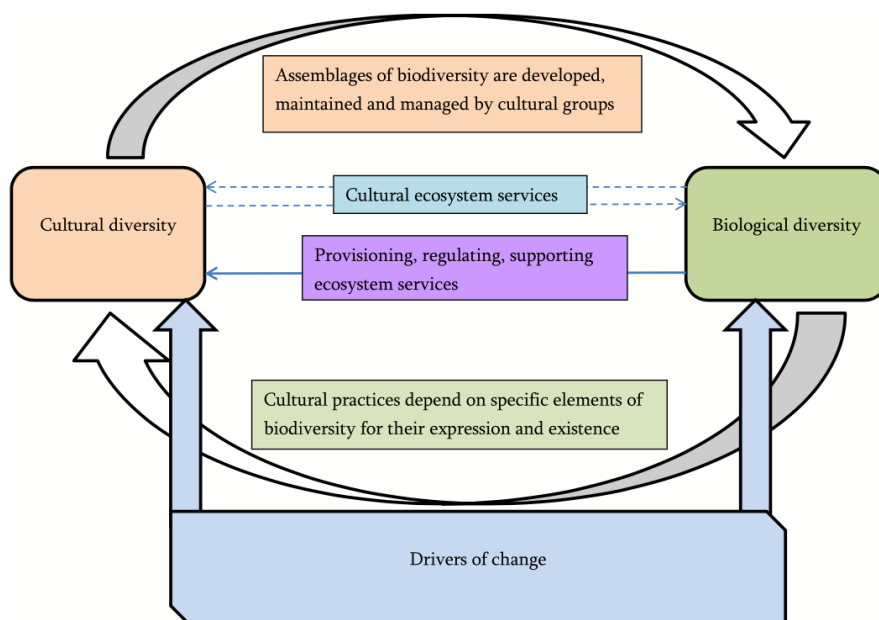 Assemblages of biodiversity are developed,
maintained and managed by cultural groups
Cultural diversity
Cultural ecosystem services
Biological diversity
Provisioning, regulating, supporting
ecosystem services
Cultural practices depend on specific elements of
biodiversity for their expression and existence
Drivers of change